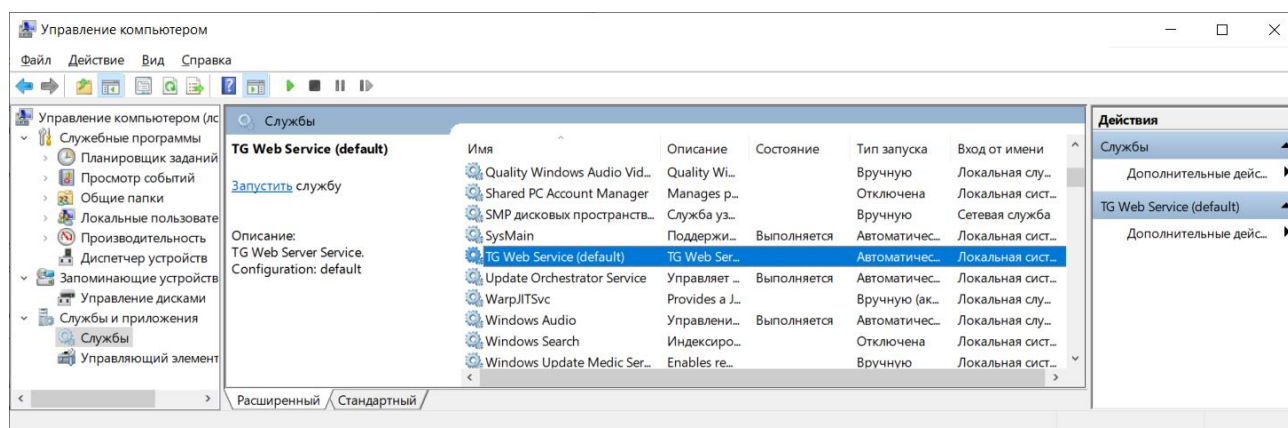 Управление компьютером
Файл Действие Вид Справка
Управление компьютером (лс
Служебные программы
Планировщик заданий
Просмотр событий
Общие папки
Локальные пользовате
Производительность
Диспетчер устройств
Запоминающие устройств
Управление дисками
Службы и приложения
Службы
Управляющий элемент
Службы
TG Web Service (default)
Запустить службу
Описание:
TG Web Server Service.
Configuration: default
Имя Описание Состояние Тип запуска Вход от имени
Quality Windows Audio Vid... Quality Wi... Вручную Локальная слу...
Shared PC Account Manager Manages p... Отключена Локальная сист...
SMP дисковых пространств... Служба уз... Вручную Сетевая служба
SysMain Поддержи... Выполняется Автоматичес... Локальная сист...
TG Web Service (default) TG Web Ser... Автоматичес... Локальная сист...
Update Orchestrator Service Управляет ... Выполняется Автоматичес... Локальная сист...
WarpJITSvc Provides a J... Вручную (ак... Локальная слу...
Windows Audio Управлени... Выполняется Автоматичес... Локальная слу...
Windows Search Индексиро... Отключена Локальная сист...
Windows Update Medic Ser... Enables re... Вручную Локальная сист...
Расширенный Стандартный
Действия
Службы
Дополнительные дейс...
TG Web Service (default)
Дополнительные дейс...